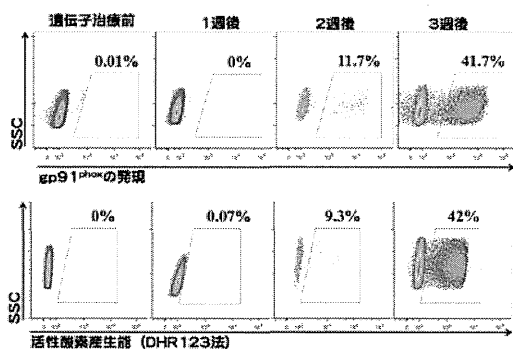 遺伝子治療前 1週後 2週後 3週後
0.01% 0% 11.7% 41.7%
SSC
gp91phoxの発現
0% 0.07% 9.3% 42%
SSC
活性酸素産生能 (DHR123法)